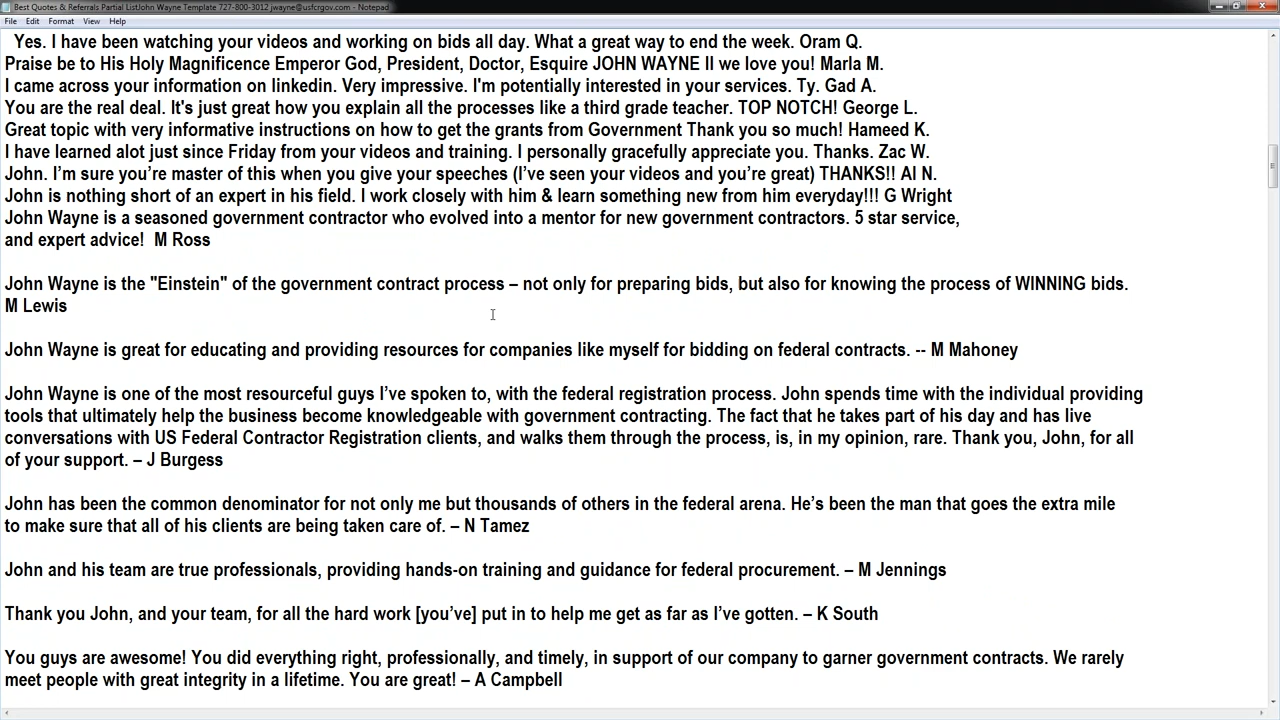 Best Quotes & Referrals Partial ListJohn Wayne Template 727-800-3012 jwayne@usfcrgov.com - Notepad
File Edit Format View Help
Yes. I have been watching your videos and working on bids all day. What a great way to end the week. Oram Q.
Praise be to His Holy Magnificence Emperor God, President, Doctor, Esquire JOHN WAYNE II we love you! Marla M.
I came across your information on linkedin. Very impressive. I'm potentially interested in your services. Ty. Gad A.
You are the real deal. It's just great how you explain all the processes like a third grade teacher. TOP NOTCH! George L.
Great topic with very informative instructions on how to get the grants from Government Thank you so much! Hameed K.
I have learned alot just since Friday from your videos and training. I personally gracefully appreciate you. Thanks. Zac W.
John. I’m sure you’re master of this when you give your speeches (I’ve seen your videos and you’re great) THANKS!! Al N.
John is nothing short of an expert in his field. I work closely with him & learn something new from him everyday!!! G Wright
John Wayne is a seasoned government contractor who evolved into a mentor for new government contractors. 5 star service,
and expert advice!  M Ross
John Wayne is the "Einstein" of the government contract process – not only for preparing bids, but also for knowing the process of WINNING bids.
M Lewis
John Wayne is great for educating and providing resources for companies like myself for bidding on federal contracts. -- M Mahoney
John Wayne is one of the most resourceful guys I’ve spoken to, with the federal registration process. John spends time with the individual providing
tools that ultimately help the business become knowledgeable with government contracting. The fact that he takes part of his day and has live
conversations with US Federal Contractor Registration clients, and walks them through the process, is, in my opinion, rare. Thank you, John, for all
of your support. – J Burgess
John has been the common denominator for not only me but thousands of others in the federal arena. He’s been the man that goes the extra mile
to make sure that all of his clients are being taken care of. – N Tamez
John and his team are true professionals, providing hands-on training and guidance for federal procurement. – M Jennings
Thank you John, and your team, for all the hard work [you’ve] put in to help me get as far as I’ve gotten. – K South
You guys are awesome! You did everything right, professionally, and timely, in support of our company to garner government contracts. We rarely
meet people with great integrity in a lifetime. You are great! – A Campbell